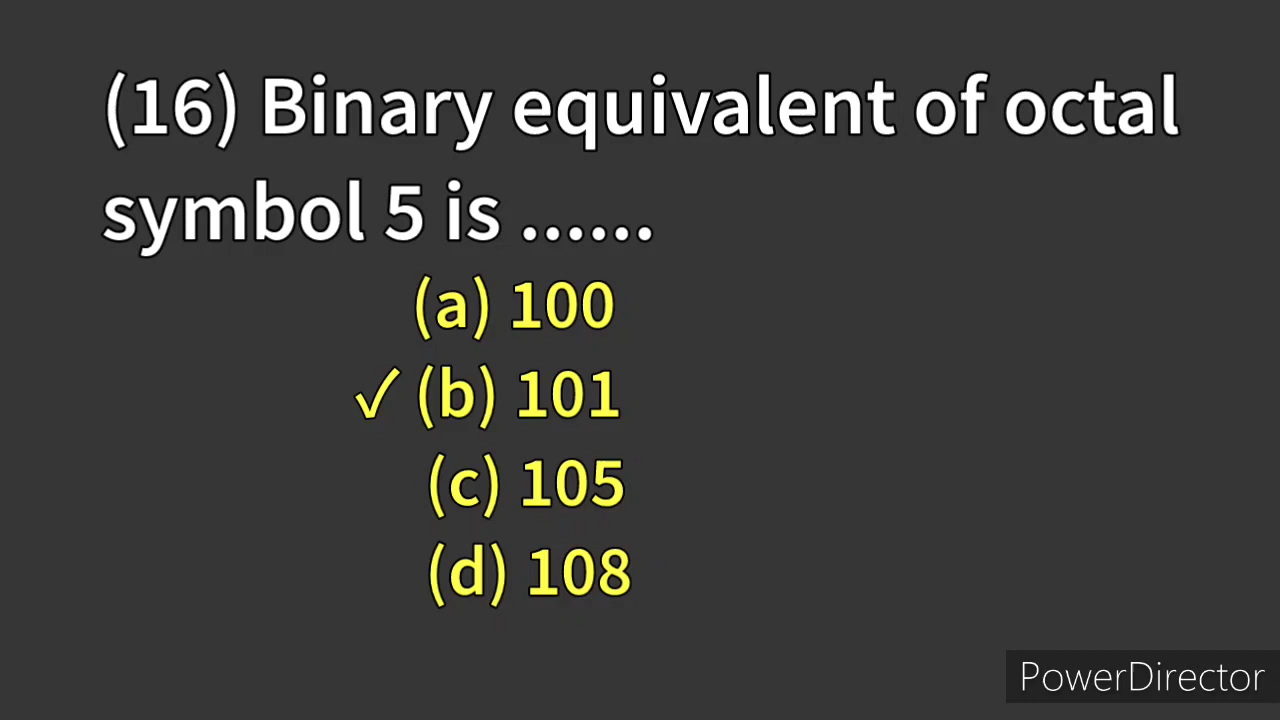 (16) Binary equivalent of octal
symbol 5 is ......
(a) 100
✓ (b) 101
(c) 105
(d) 108
PowerDirector